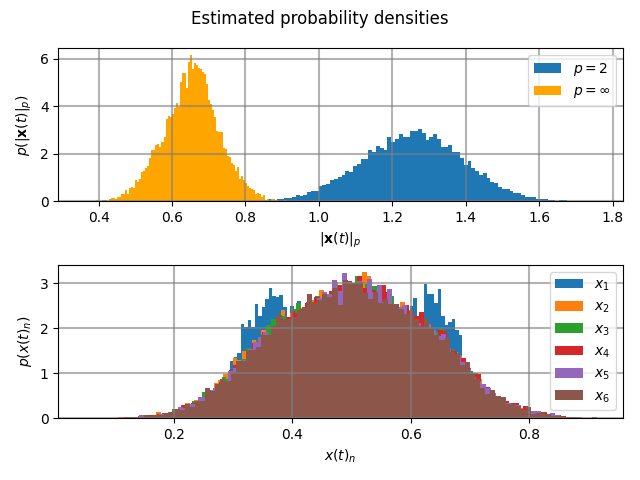 Estimated probability densities
p(|x(t)|ₚ)
6
4
2
0
p = 2
p = ∞
0.4 0.6 0.8 1.0 1.2 1.4 1.6 1.8
|x(t)|ₚ
p(x(t)ₙ)
3
2
1
0
x₁
x₂
x₃
x₄
x₅
x₆
0.2 0.4 0.6 0.8
x(t)ₙ